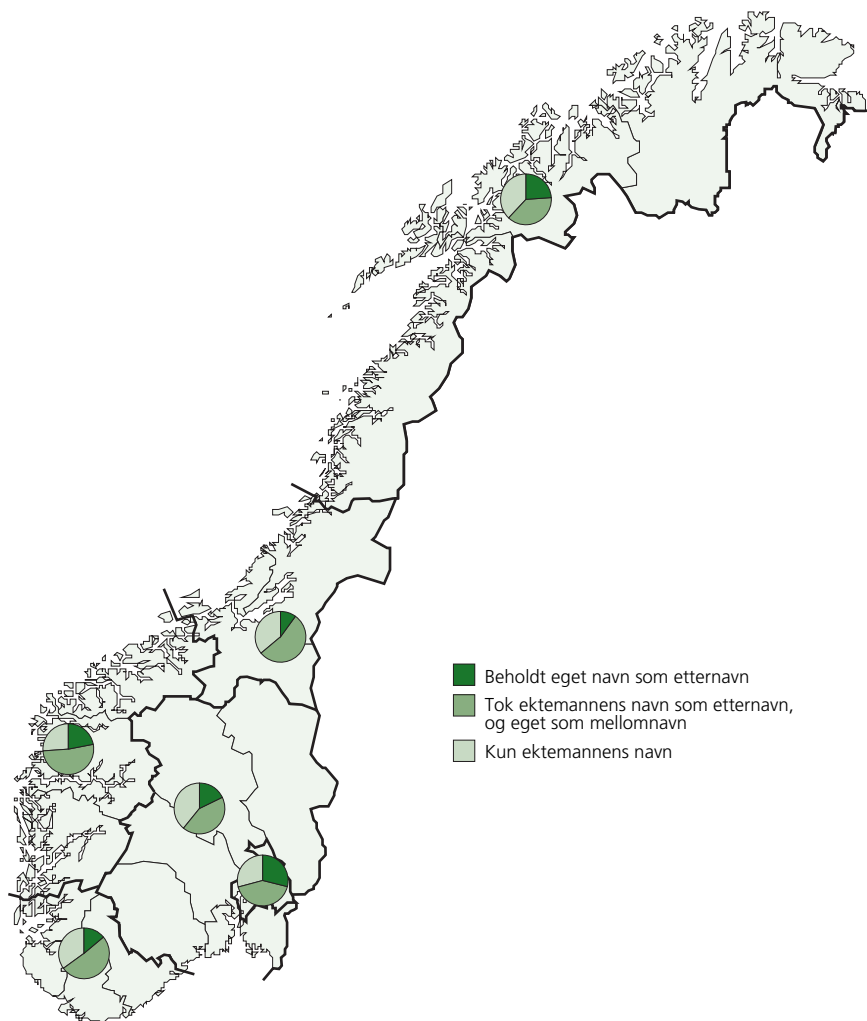 Beholdt eget navn som etternavn
Tok ektemannens navn som etternavn,
og eget som mellomnavn
Kun ektemannens navn